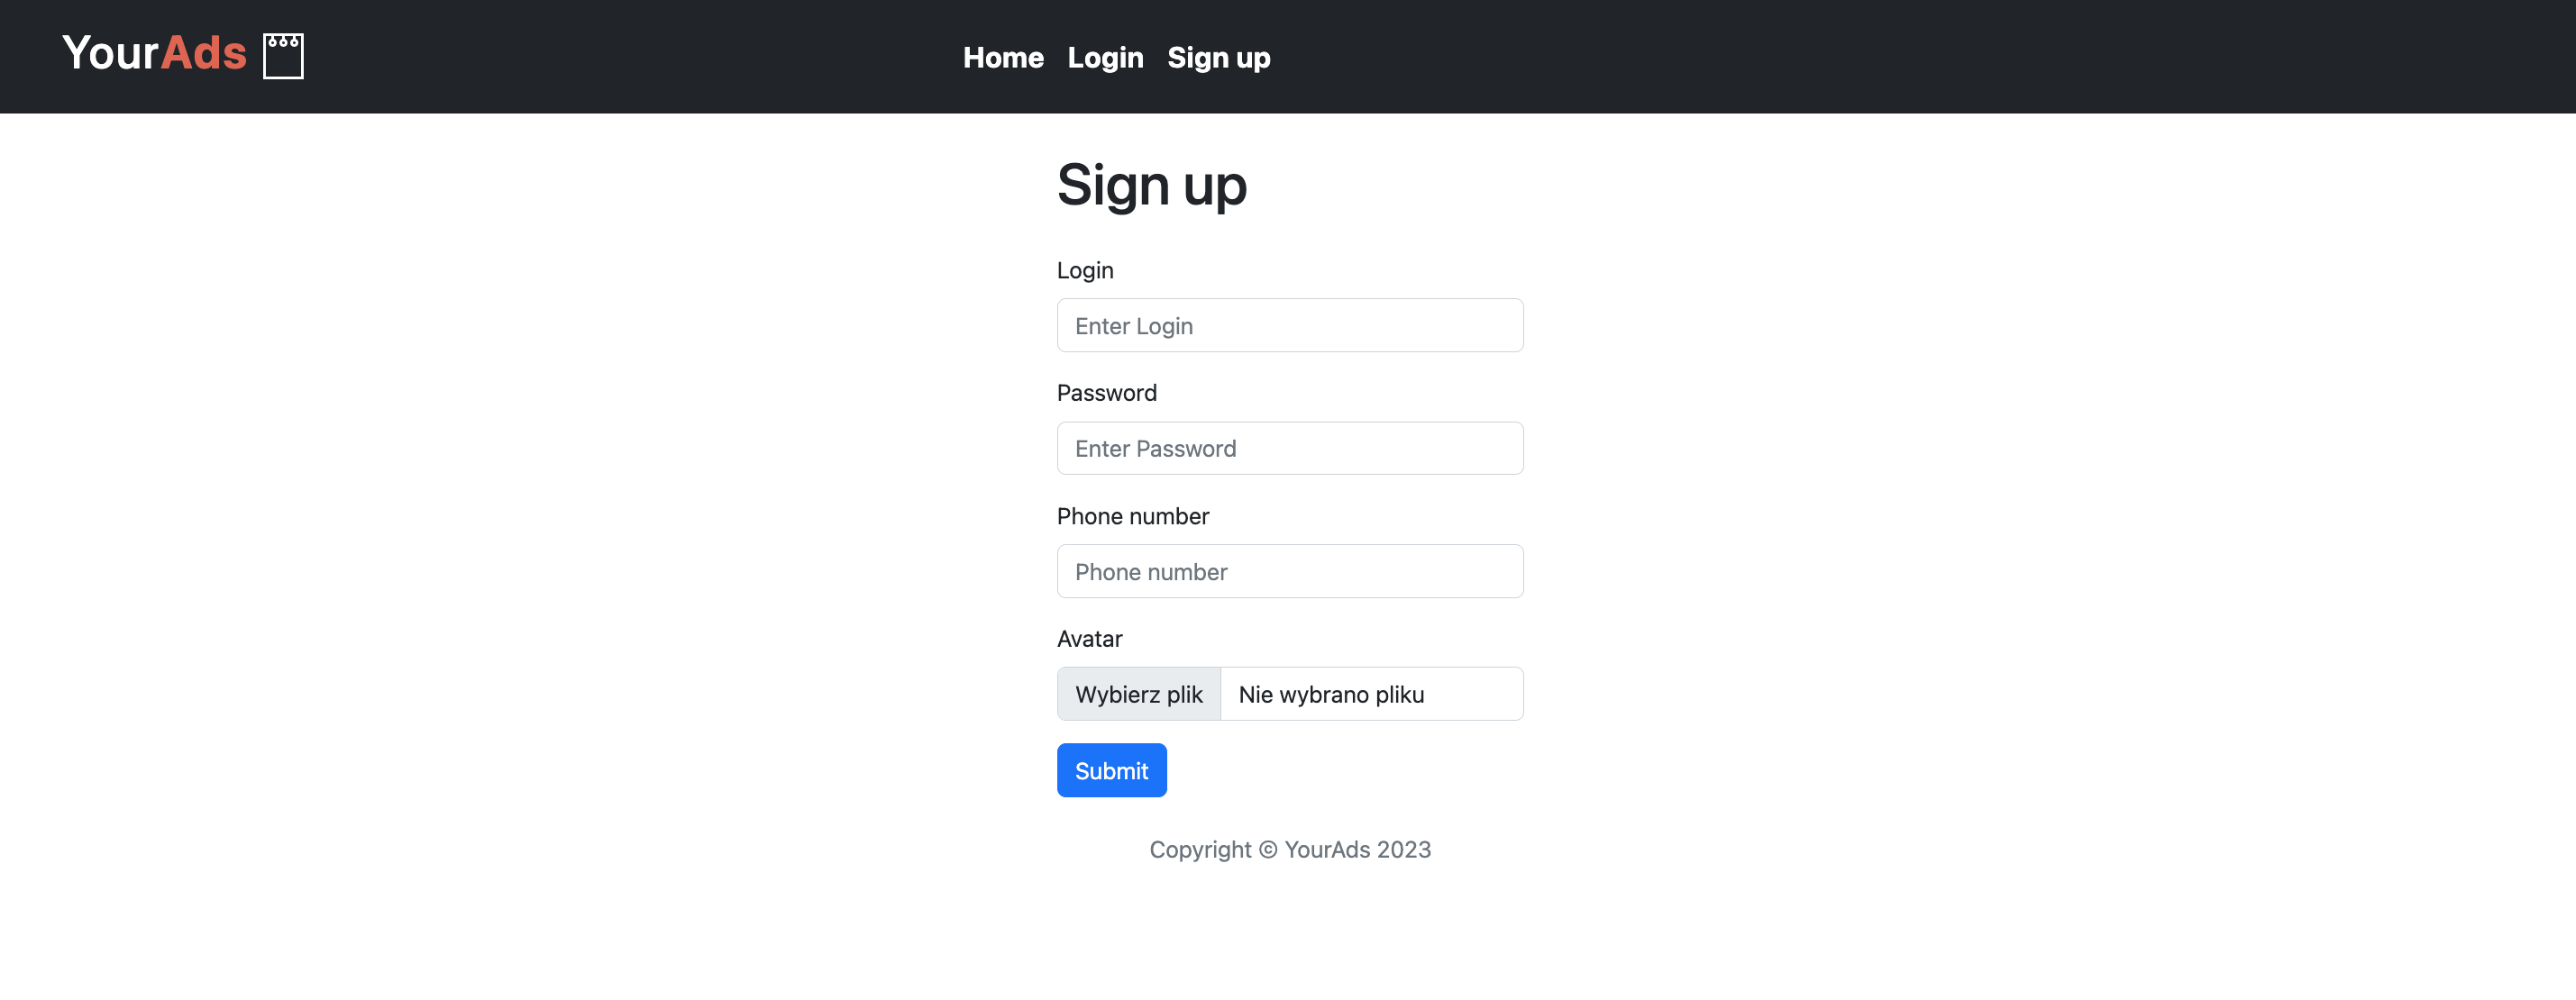 YourAds
Home Login Sign up
Sign up
Login
Enter Login
Password
Enter Password
Phone number
Phone number
Avatar
Wybierz plik Nie wybrano pliku
Submit
Copyright © YourAds 2023